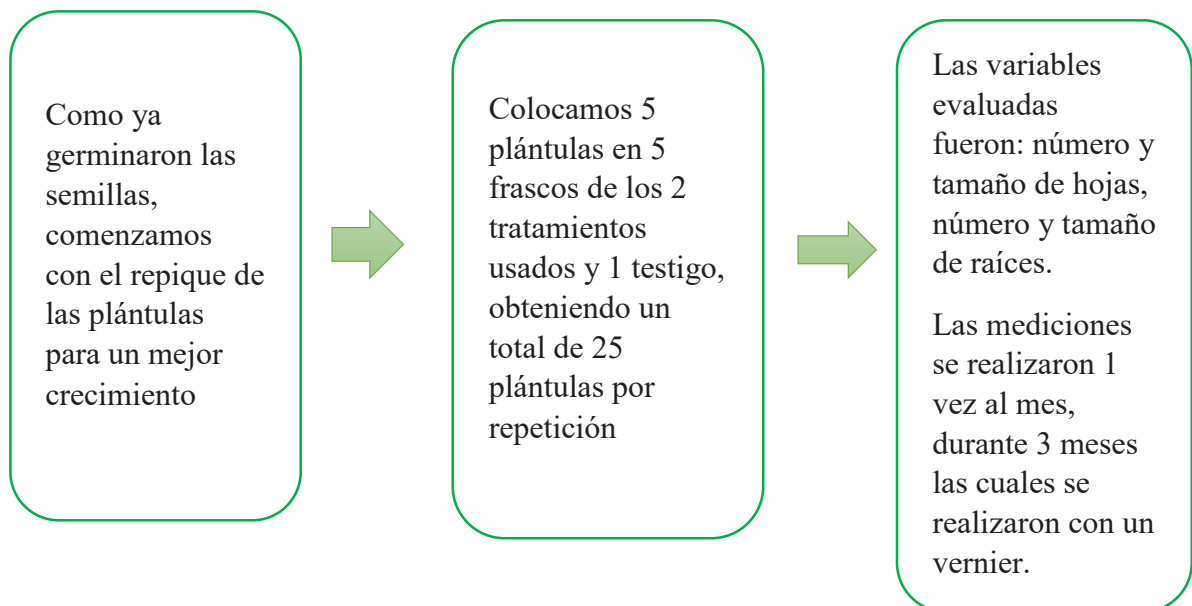 Como ya
germinaron las
semillas,
comenzamos
con el repique de
las plántulas
para un mejor
crecimiento
Colocamos 5
plántulas en 5
frascos de los 2
tratamientos
usados y 1 testigo,
obteniendo un
total de 25
plántulas por
repetición
Las variables
evaluadas
fueron: número y
tamaño de hojas,
número y tamaño
de raíces.
Las mediciones
se realizaron 1
vez al mes,
durante 3 meses
las cuales se
realizaron con un
vernier.